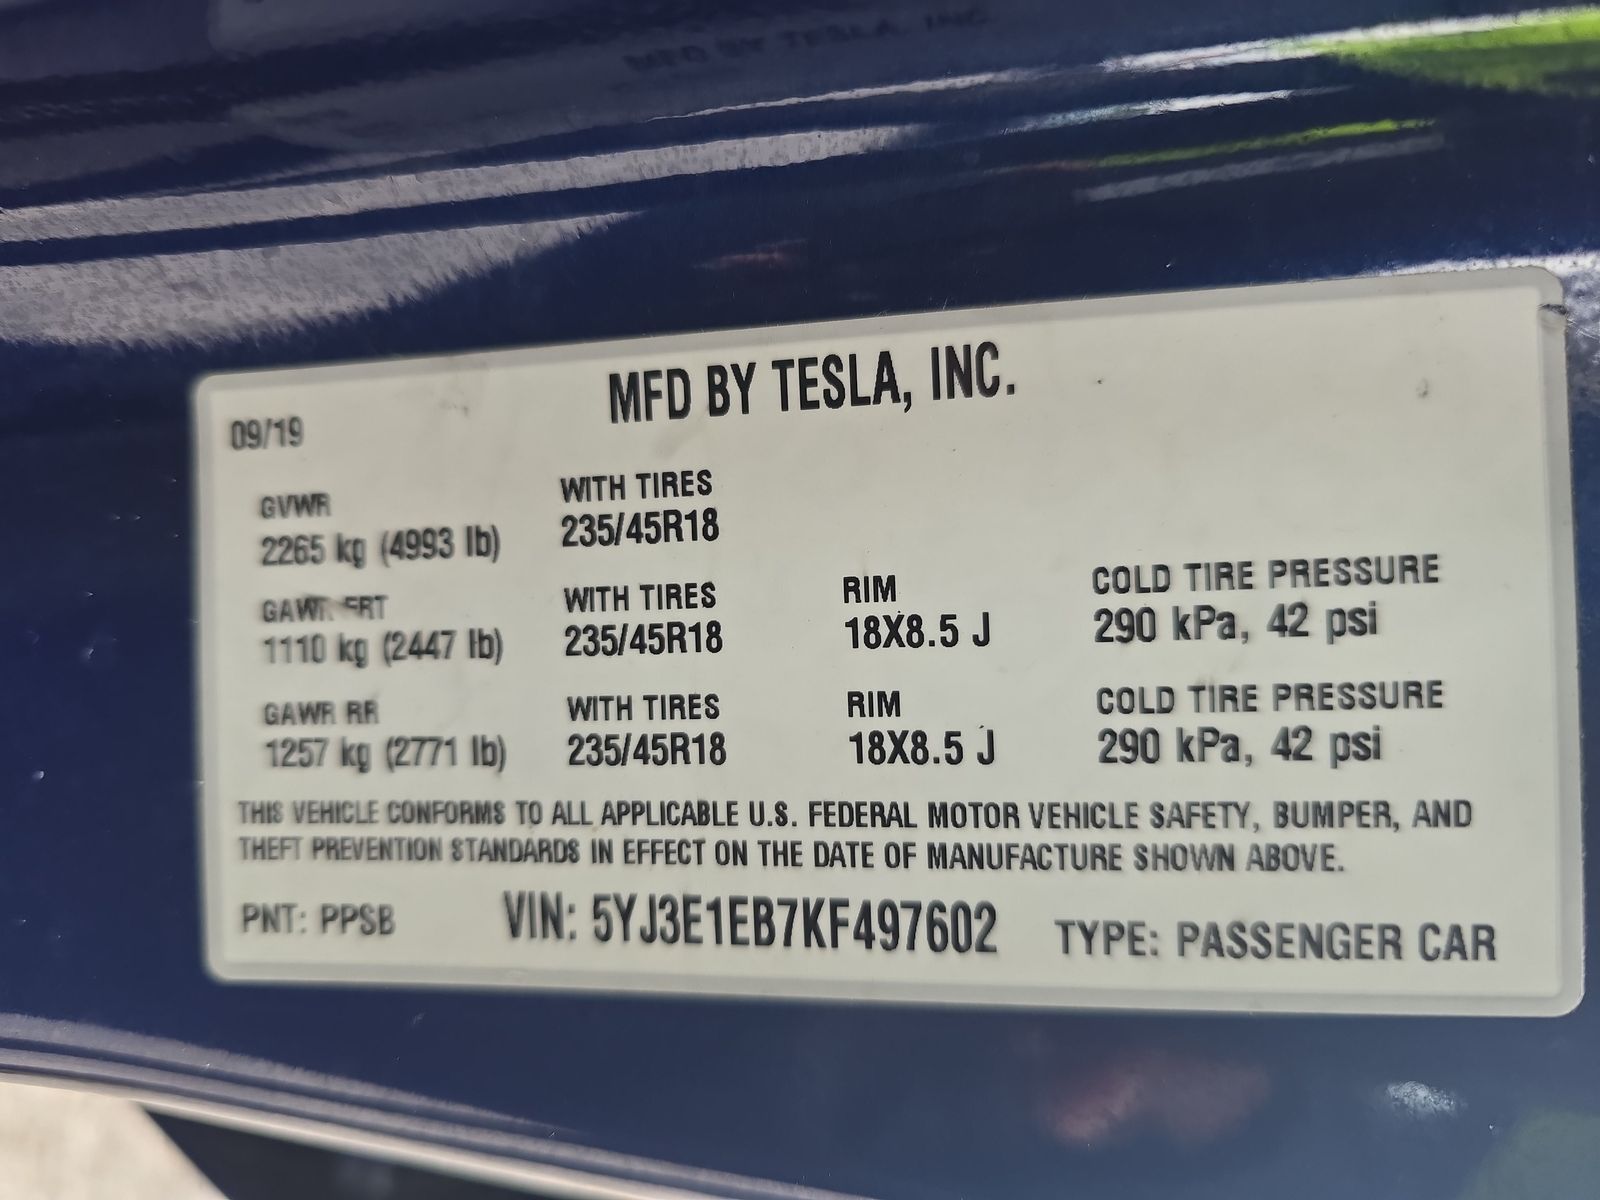 MFD BY TESLA, INC.
09/19
GVWR
2265 kg (4993 lb)
WITH TIRES
235/45R18
GAWR FRT
1110 kg (2447 lb)
WITH TIRES
235/45R18
RIM
18X8.5 J
COLD TIRE PRESSURE
290 kPa, 42 psi
GAWR RR
1257 kg (2771 lb)
WITH TIRES
235/45R18
RIM
18X8.5 J
COLD TIRE PRESSURE
290 kPa, 42 psi
THIS VEHICLE CONFORMS TO ALL APPLICABLE U.S. FEDERAL MOTOR VEHICLE SAFETY, BUMPER, AND
THEFT PREVENTION STANDARDS IN EFFECT ON THE DATE OF MANUFACTURE SHOWN ABOVE.
PNT: PPSB
VIN: 5YJ3E1EB7KF497602
TYPE: PASSENGER CAR